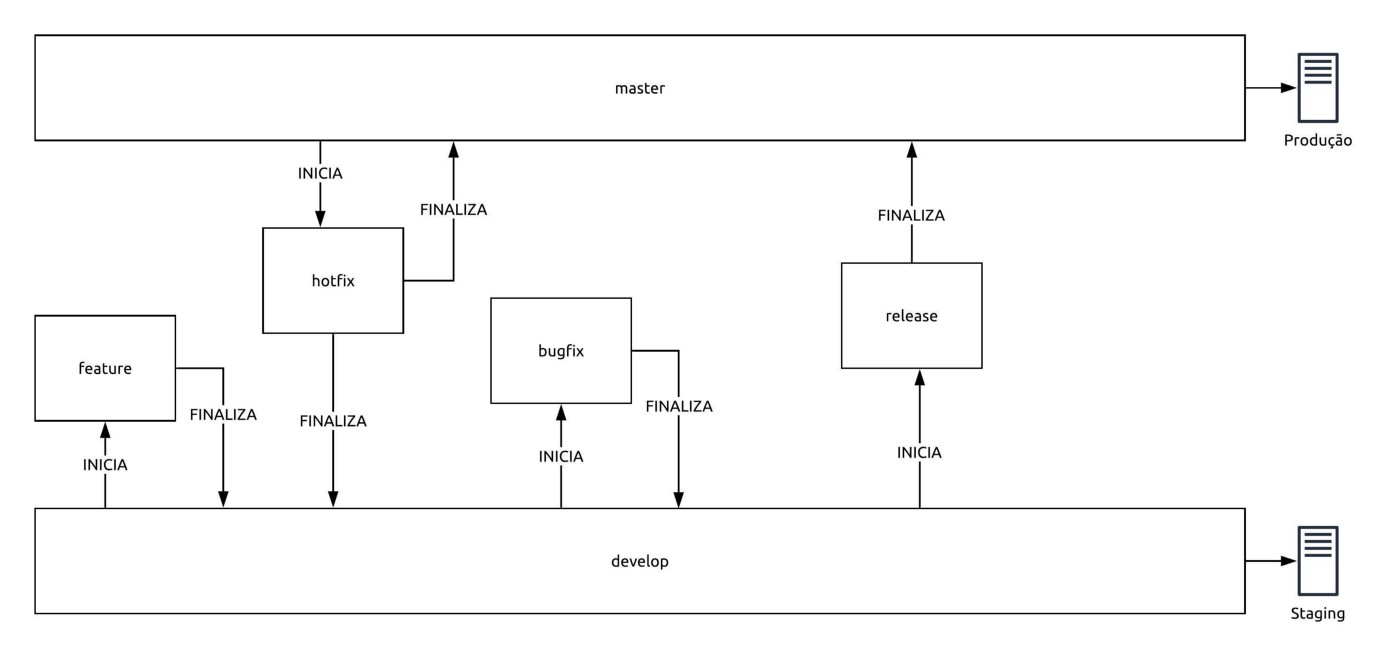 master
Produção
INICIA
FINALIZA
FINALIZA
hotfix
release
bugfix
feature
FINALIZA
FINALIZA
FINALIZA
INICIA
INICIA
INICIA
develop
Staging